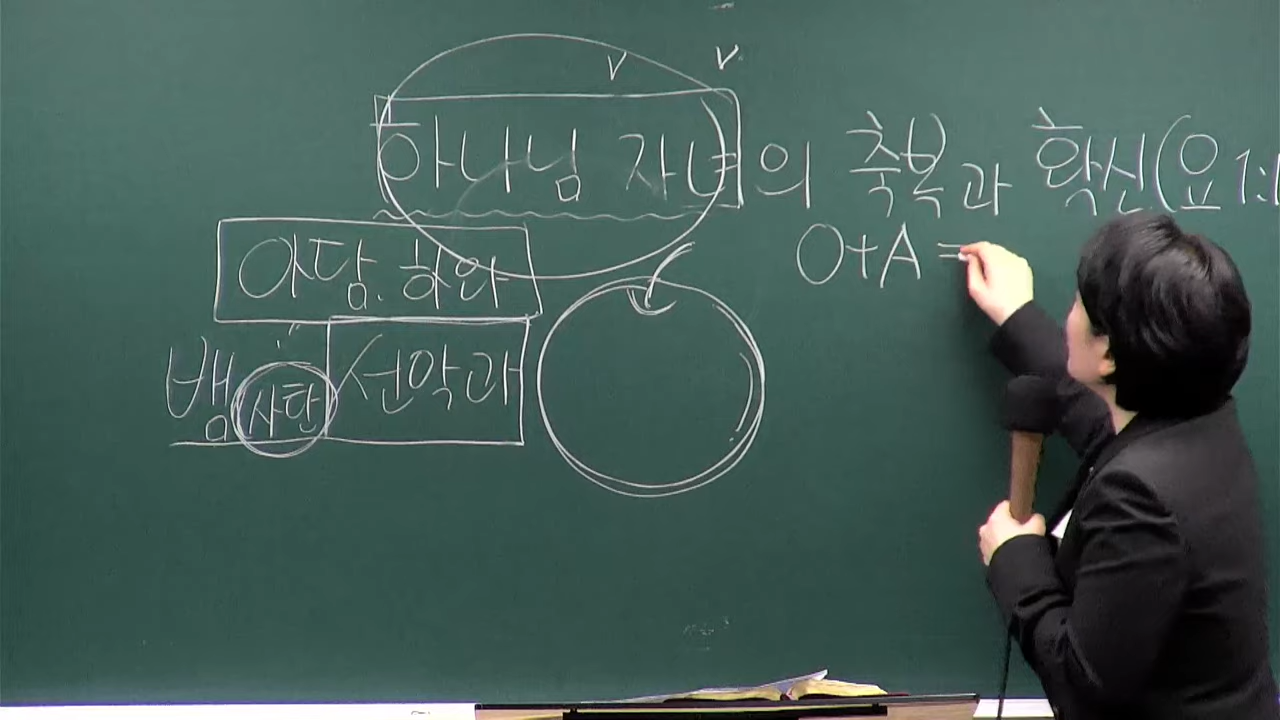 하나님 자녀의 축복과 확신(요 1:1
O+A =
아담. 하와
뱀 사탄 선악과